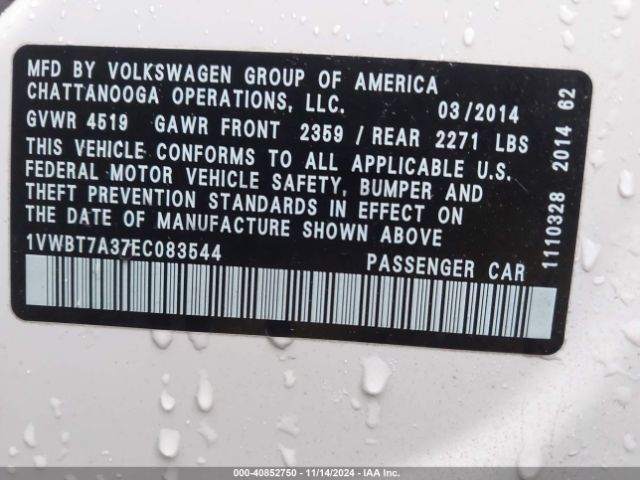 MFD BY VOLKSWAGEN GROUP OF AMERICA
CHATTANOOGA OPERATIONS, LLC. 03/2014
GVWR 4519 GAWR FRONT 2359 / REAR 2271 LBS
THIS VEHICLE CONFORMS TO ALL APPLICABLE U.S.
FEDERAL MOTOR VEHICLE SAFETY, BUMPER AND
THEFT PREVENTION STANDARDS IN EFFECT ON
THE DATE OF MANUFACTURE SHOWN ABOVE
1VWBT7A37EC083544 PASSENGER CAR
1110328 2014 62
000-40852750 - 11/14/2024 - IAA Inc.